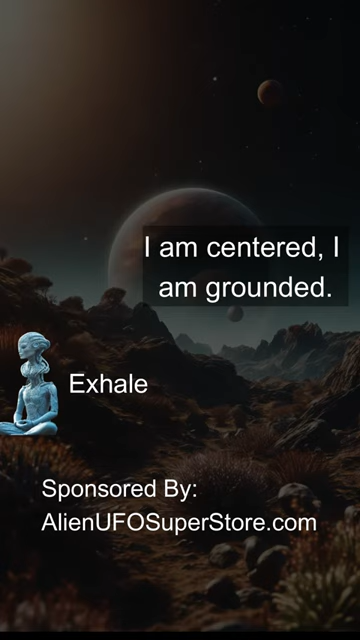 I am centered, I
am grounded.
Exhale
Sponsored By:
AlienUFOSuperStore.com